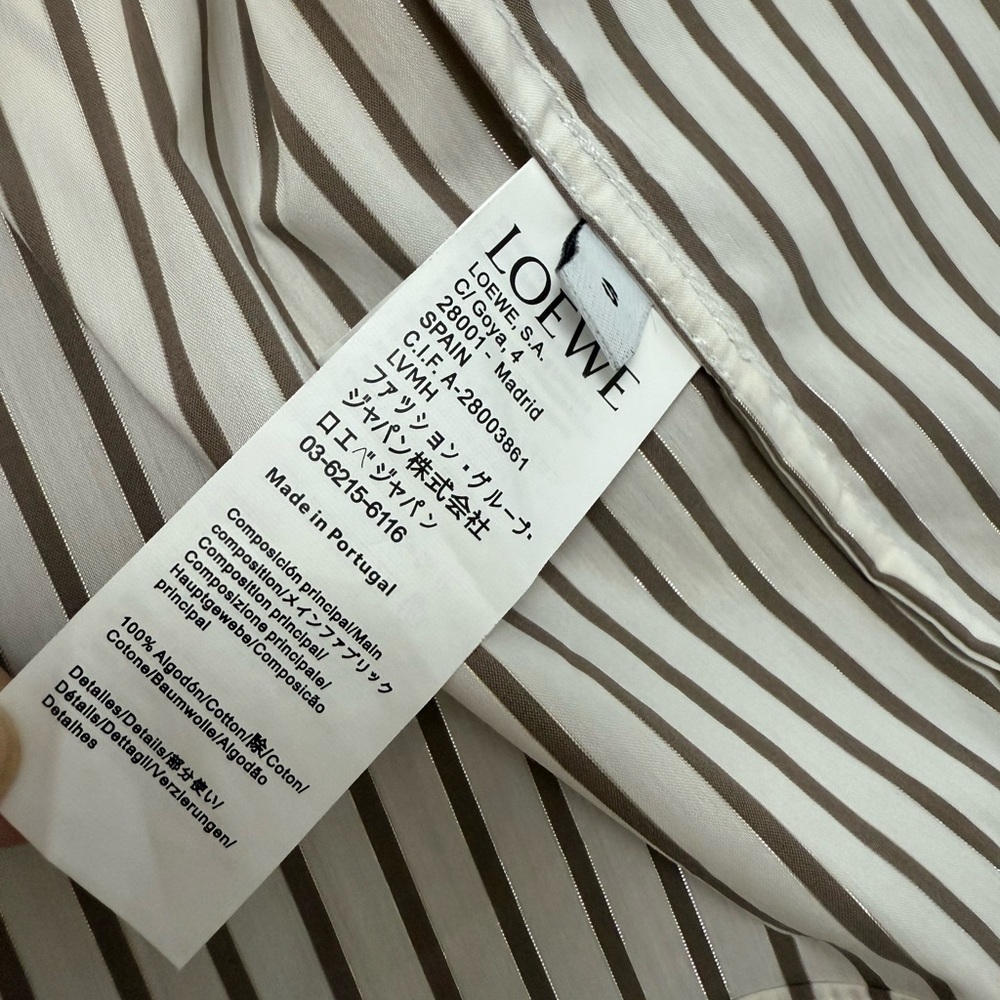 LOEWE
S
LOEWE, S.A.
C/ Goya, 4
28001 - Madrid
SPAIN
C.I.F. A-28003861
LVMH
ファッション・グループ・
ジャパン株式会社
ロエベジャパン
03-6215-6116
Made in Portugal
Composición principal/Main
composition/メインファブリック
Composition principal/
Composizione principale/
Hauptgewebe/Composicão
principal
100% Algodón/Cotton/除/Coton/
Cotone/Baumwolle/Algodão
Detalles/Details/部分使い/
Détails/Dettagli/Verzierungen/
Detalhes